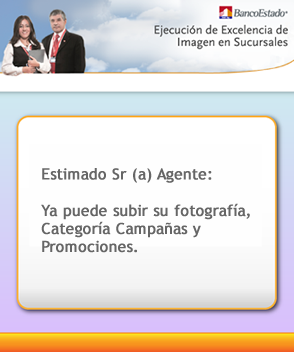 BancoEstado
Ejecución de Excelencia de
Imagen en Sucursales
Estimado Sr (a) Agente:
Ya puede subir su fotografía,
Categoría Campañas y
Promociones.